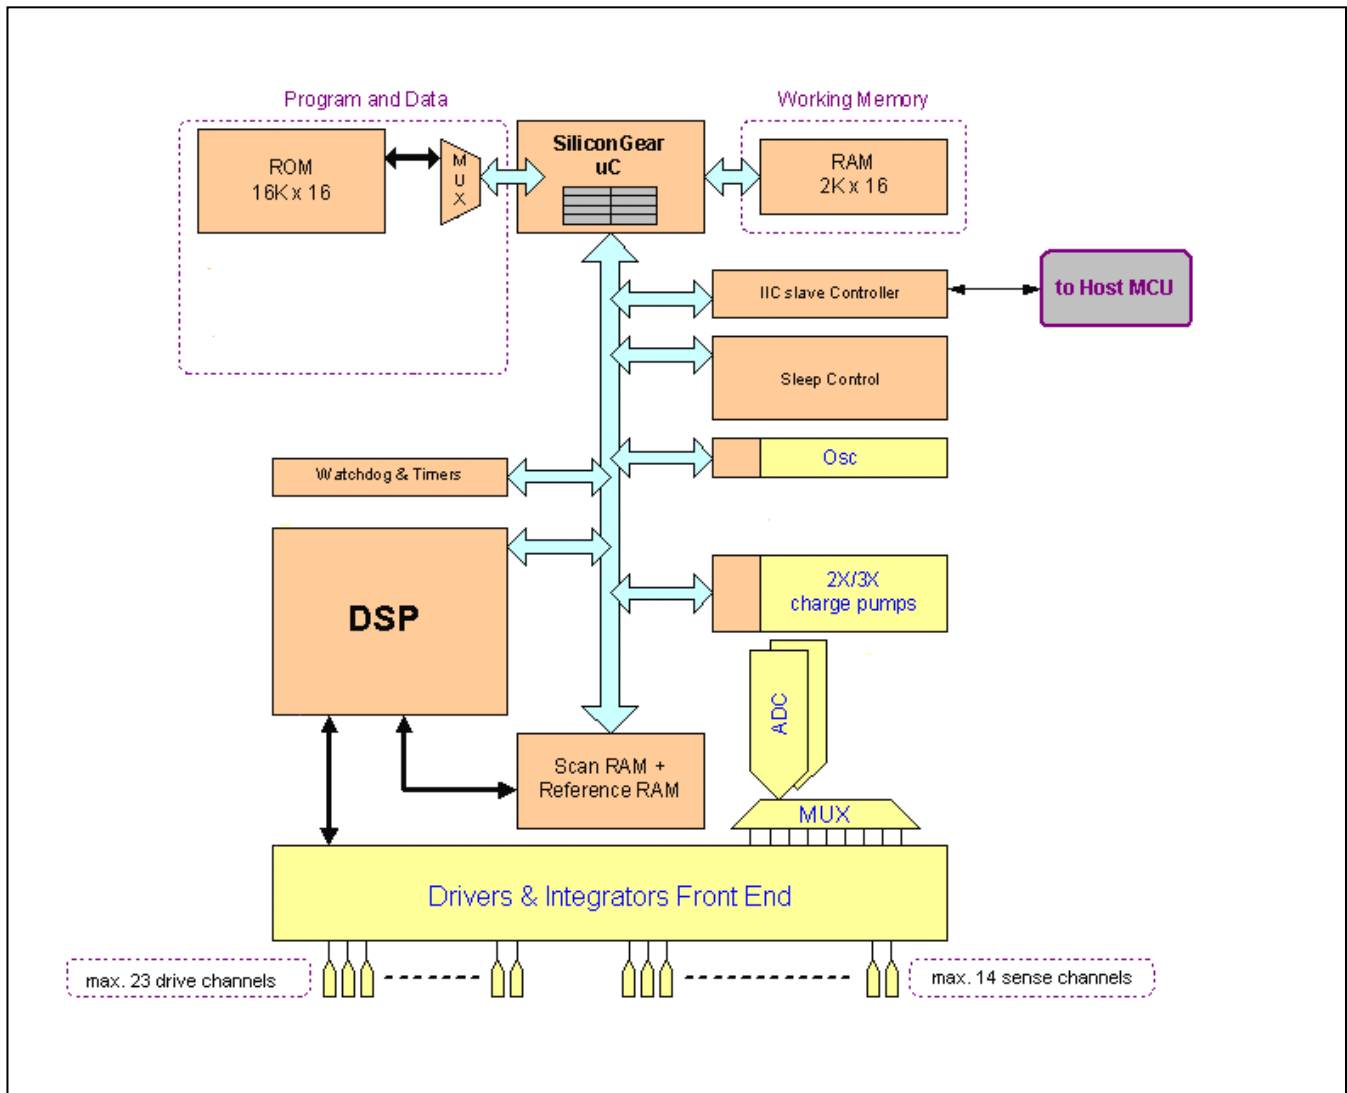 Program and Data
Working Memory
ROM
16K x 16
M
U
X
SiliconGear
uC
RAM
2K x 16
IIC slave Controller
to Host MCU
Sleep Control
Osc
Watchdog & Timers
DSP
2X/3X
charge pumps
ADC
Scan RAM +
Reference RAM
MUX
Drivers & Integrators Front End
max. 23 drive channels
max. 14 sense channels